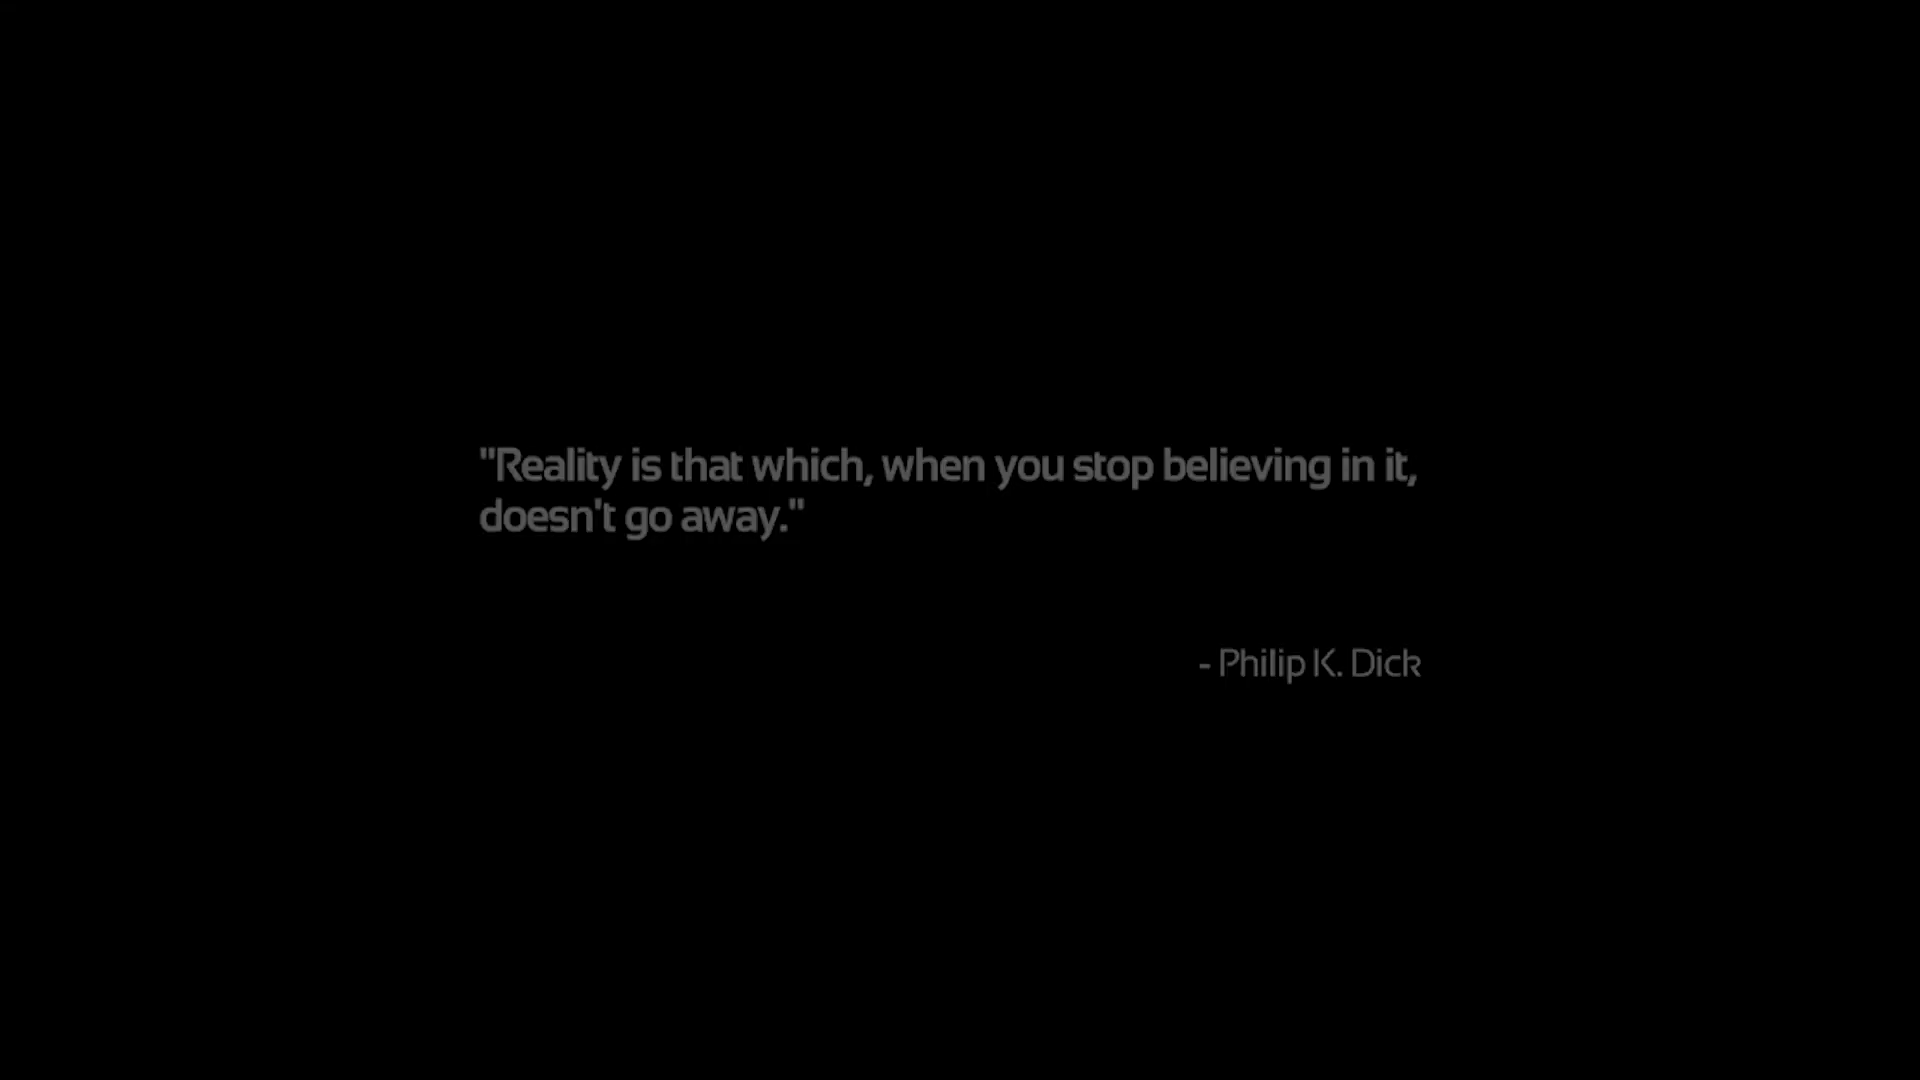 "Reality is that which, when you stop believing in it,
doesn't go away."
- Philip K. Dick